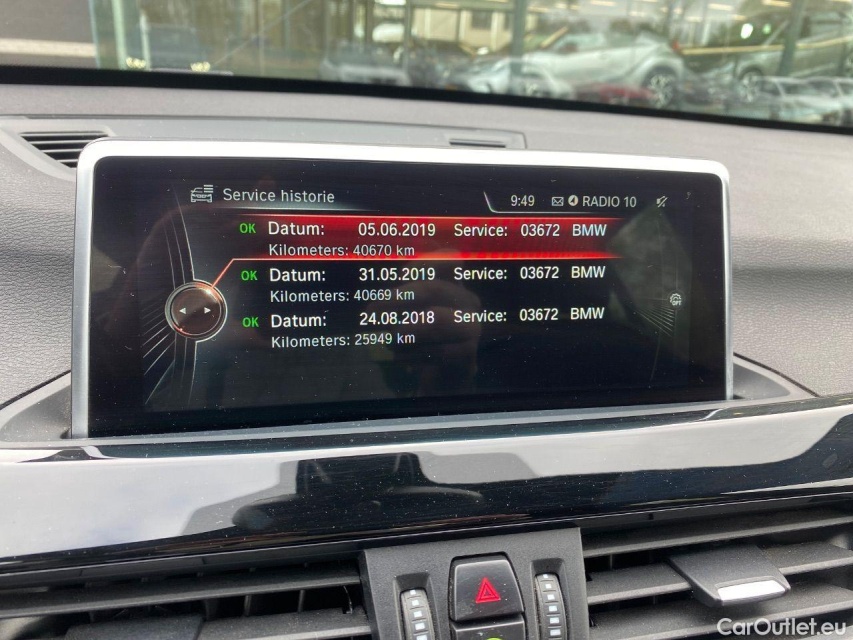 Service historie 9:49 RADIO 10
OK Datum: 05.06.2019 Service: 03672 BMW
Kilometers: 40670 km
OK Datum: 31.05.2019 Service: 03672 BMW
Kilometers: 40669 km
OK Datum: 24.08.2018 Service: 03672 BMW
Kilometers: 25949 km
CarOutlet.eu